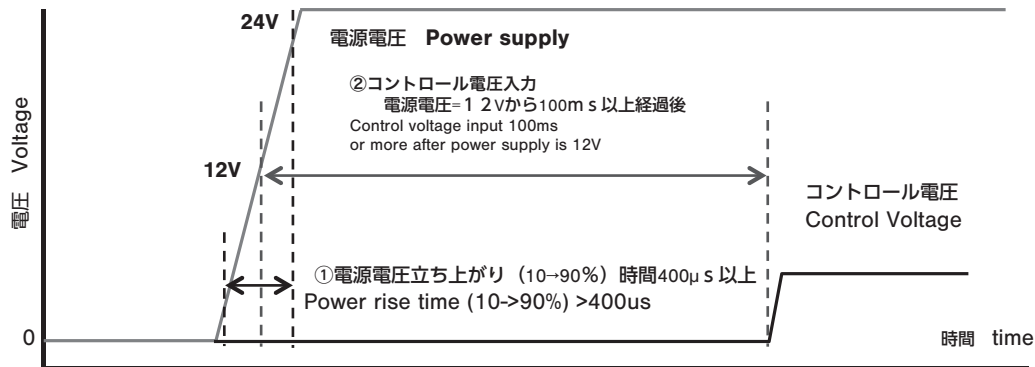 24V
電源電圧 Power supply
②コントロール電圧入力
電源電圧=１２Vから100ｍｓ以上経過後
Control voltage input 100ms
or more after power supply is 12V
12V
電圧 Voltage
コントロール電圧
Control Voltage
①電源電圧立ち上がり（10→90％）時間400μｓ以上
Power rise time (10->90%) >400us
0
時間 time